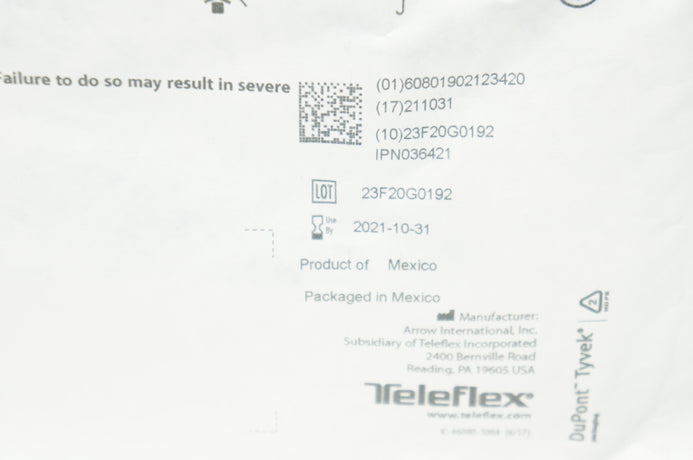 Failure to do so may result in severe
(01)60801902123420
(17)211031
(10)23F20G0192
IPN036421
LOT 23F20G0192
Use By 2021-10-31
Product of Mexico
Packaged in Mexico
Manufacturer:
Arrow International, Inc.
Subsidiary of Teleflex Incorporated
2400 Bernville Road
Reading, PA 19605 USA
Teleflex®
www.teleflex.com
DuPont™ Tyvek®
2